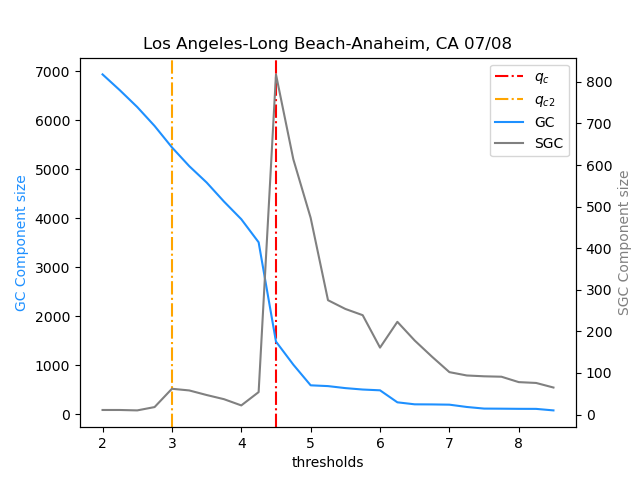 Los Angeles-Long Beach-Anaheim, CA 07/08
GC Component size
7000
6000
5000
4000
3000
2000
1000
0
q_c
q_c2
GC
SGC
800
700
600
500
400
300
200
100
0
SGC Component size
2 3 4 5 6 7 8
thresholds